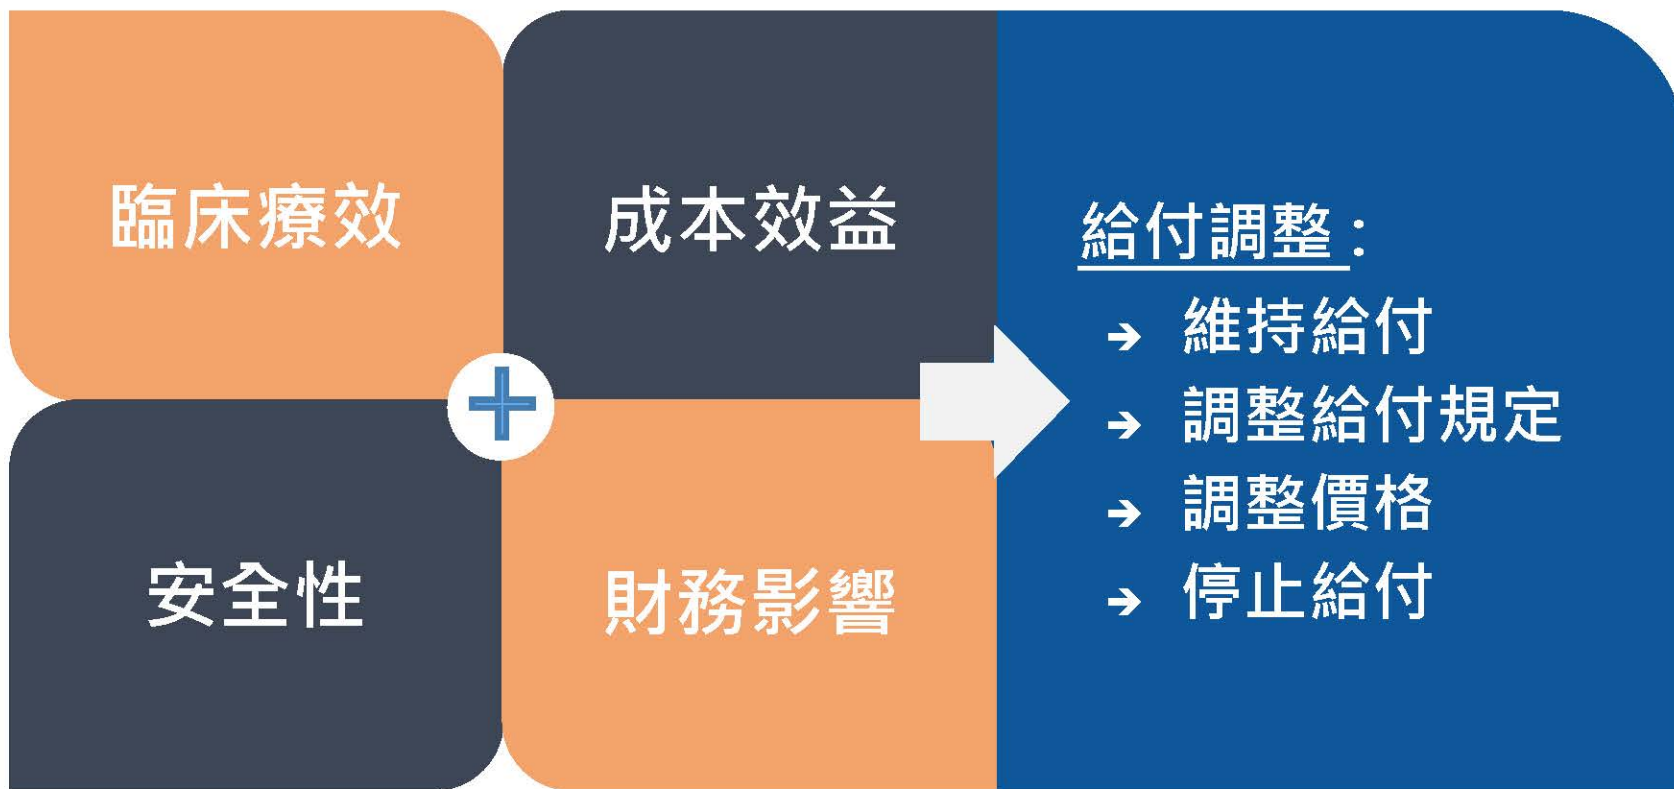 臨床療效
成本效益
安全性
財務影響
給付調整：
➔ 維持給付
➔ 調整給付規定
➔ 調整價格
➔ 停止給付